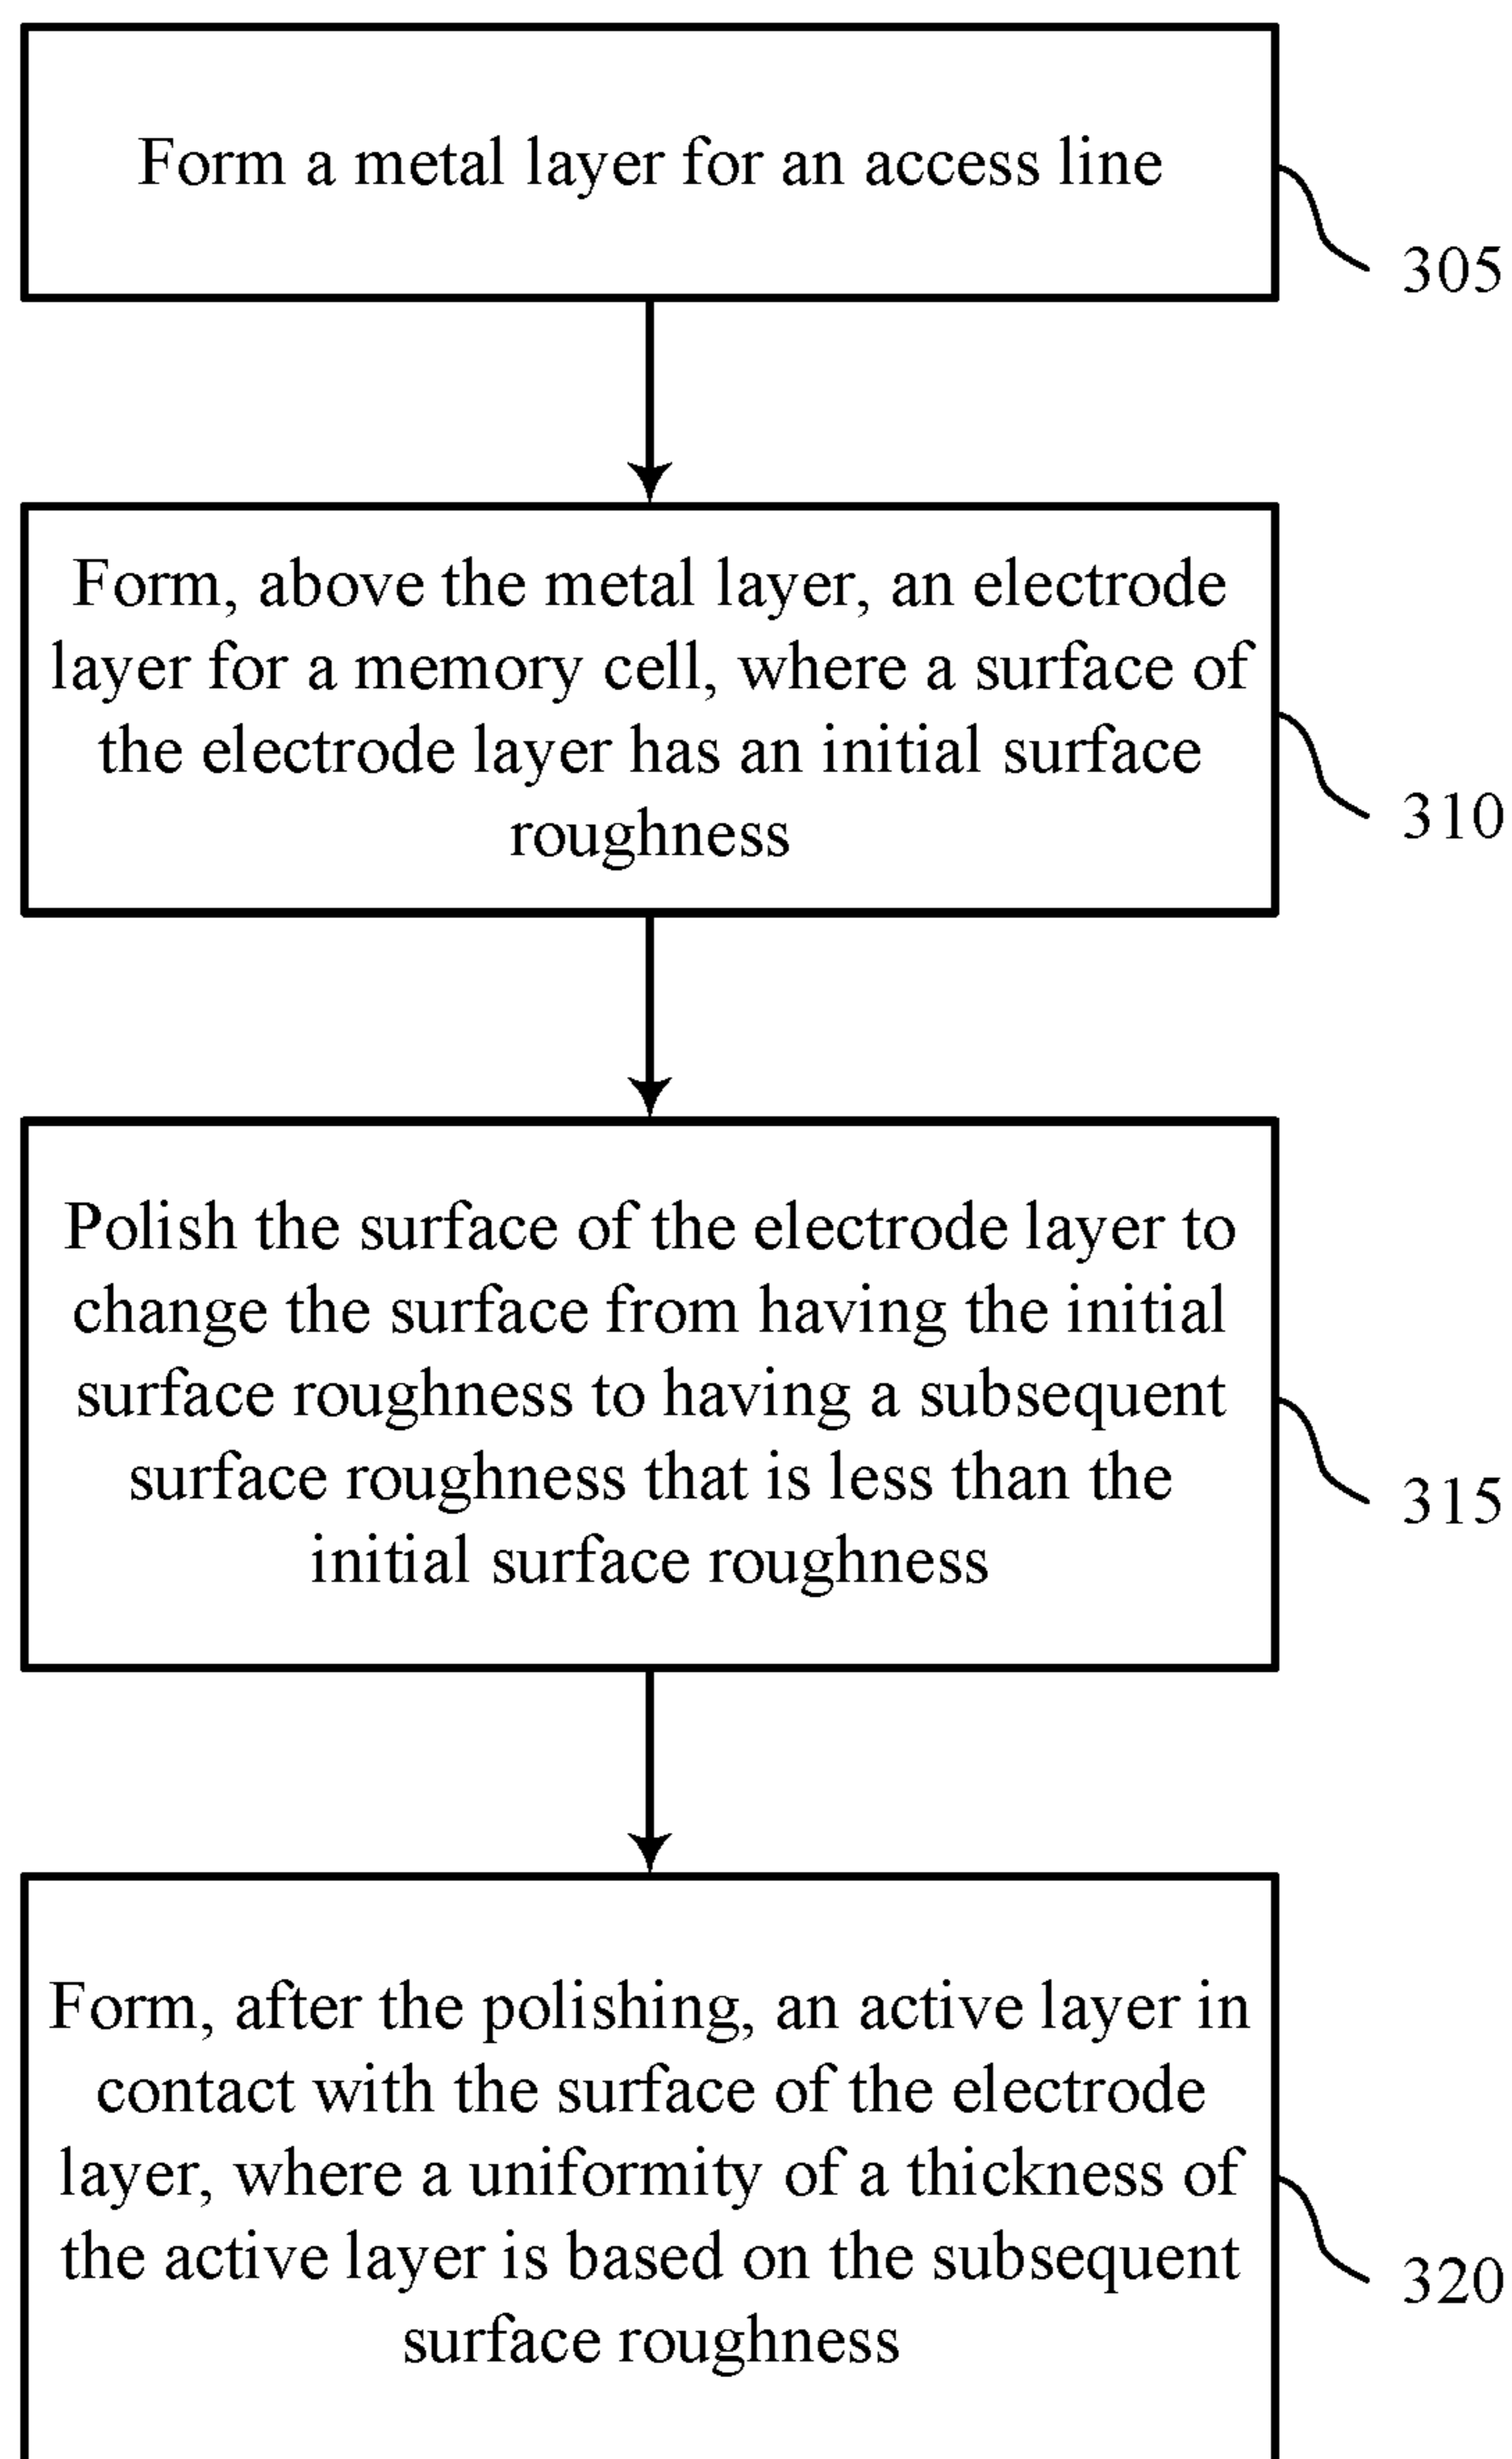 Form a metal layer for an access line
305
Form, above the metal layer, an electrode
layer for a memory cell, where a surface of
the electrode layer has an initial surface
roughness
310
Polish the surface of the electrode layer to
change the surface from having the initial
surface roughness to having a subsequent
surface roughness that is less than the
initial surface roughness
315
Form, after the polishing, an active layer in
contact with the surface of the electrode
layer, where a uniformity of a thickness of
the active layer is based on the subsequent
surface roughness
320